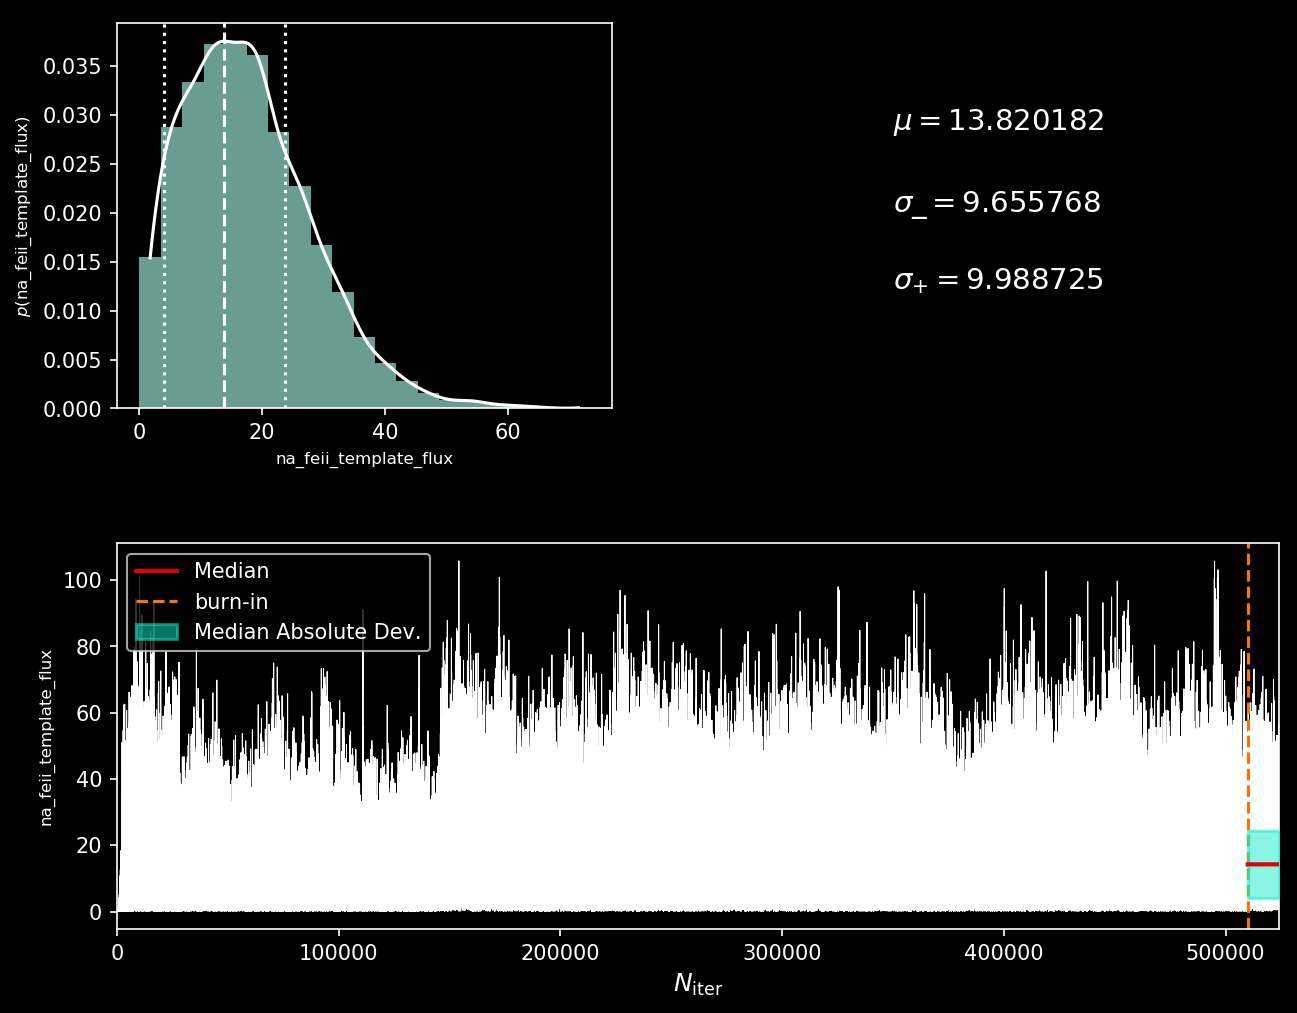 0.035
0.030
0.025
0.020
0.015
0.010
0.005
0.000
p(na_feii_template_flux)
0 20 40 60
na_feii_template_flux
μ = 13.820182
σ_ = 9.655768
σ+ = 9.988725
Median
burn-in
Median Absolute Dev.
100
80
60
40
20
0
na_feii_template_flux
0 100000 200000 300000 400000 500000
Niter